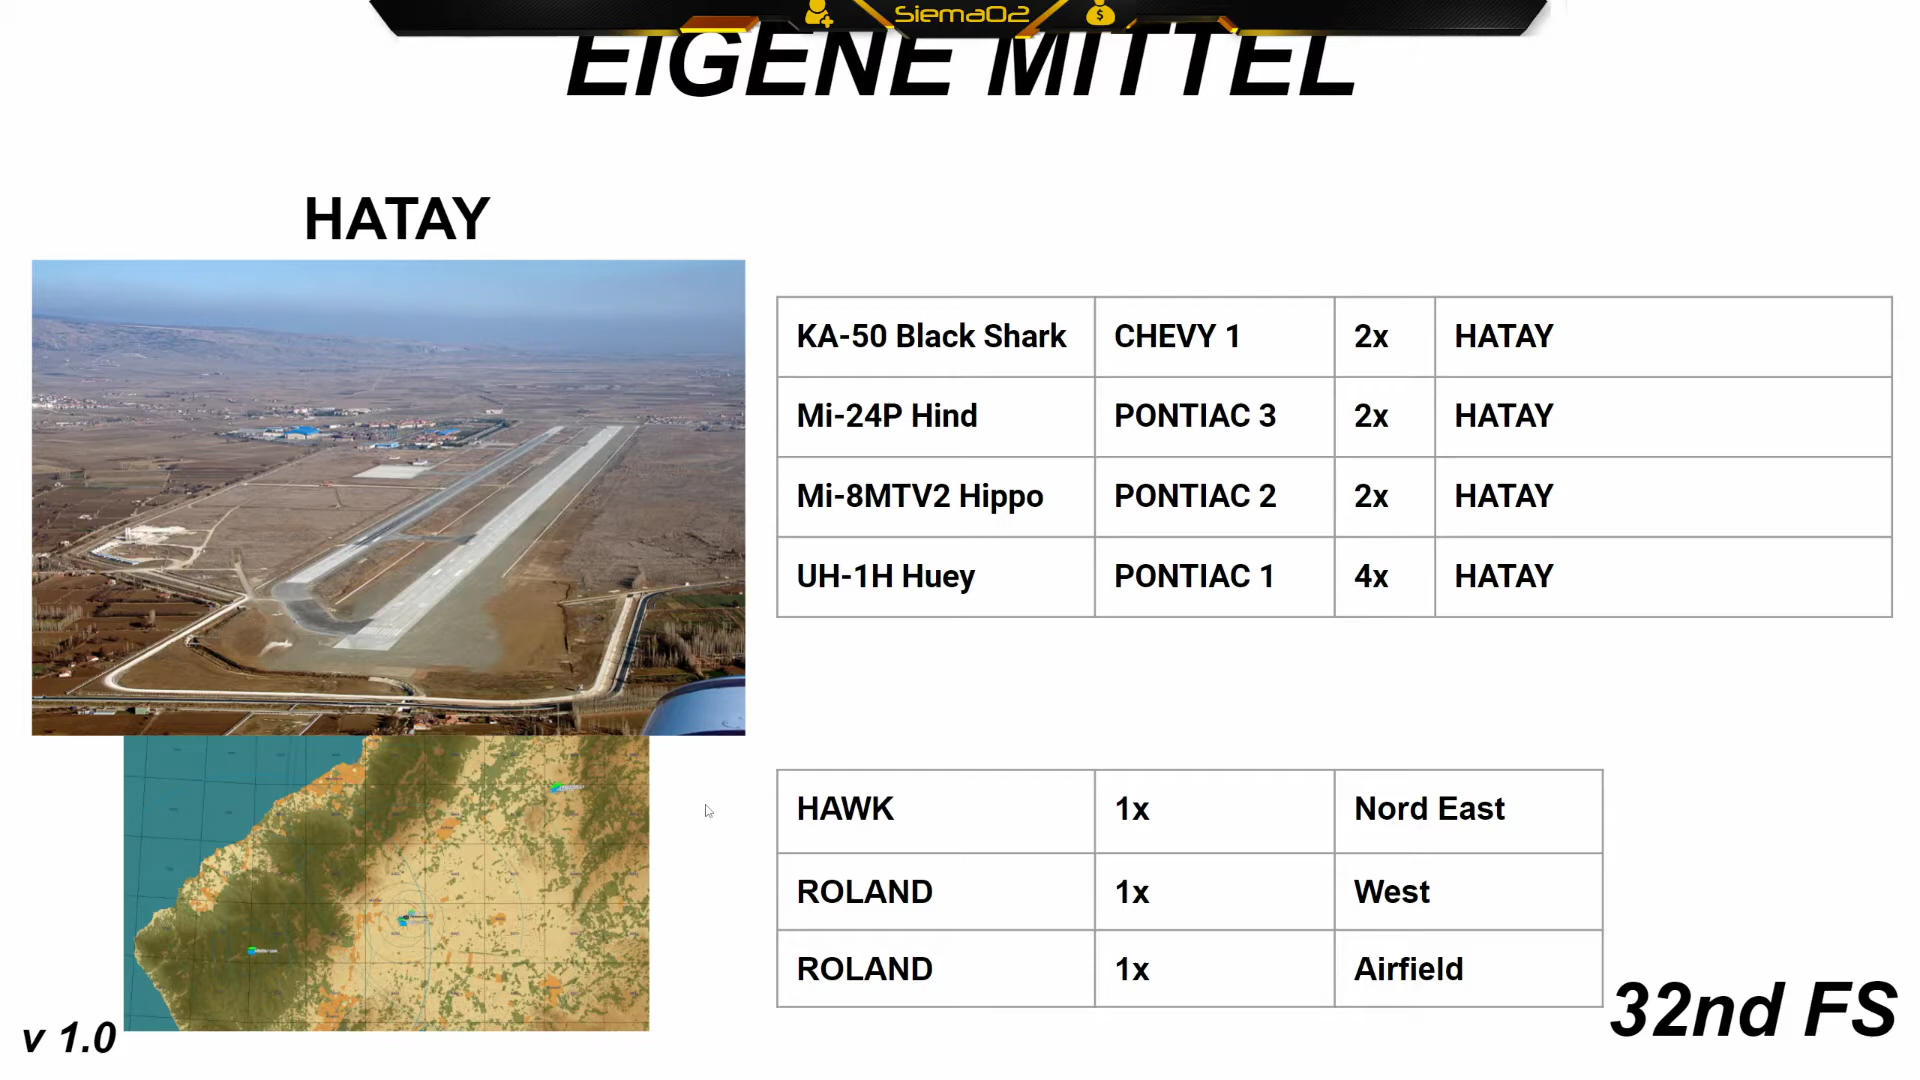 Siema02
EIGENE MITTEL
HATAY
KA-50 Black Shark CHEVY 1 2x HATAY
Mi-24P Hind PONTIAC 3 2x HATAY
Mi-8MTV2 Hippo PONTIAC 2 2x HATAY
UH-1H Huey PONTIAC 1 4x HATAY
HAWK 1x Nord East
ROLAND 1x West
ROLAND 1x Airfield
v 1.0
32nd FS